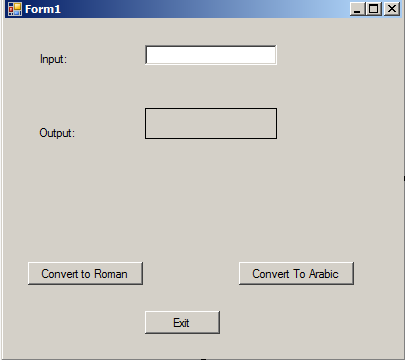 Form1
Input:
Output:
Convert to Roman
Convert To Arabic
Exit